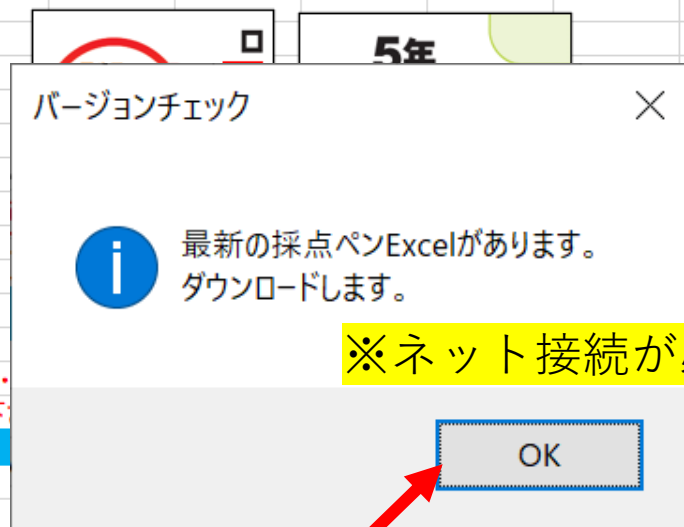 5年
バージョンチェック
最新の採点ペンExcelがあります。
ダウンロードします。
※ネット接続が
OK